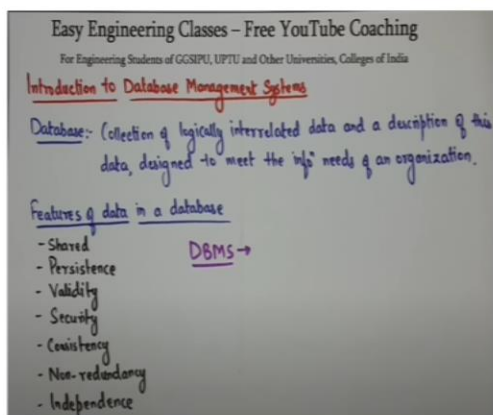 Easy Engineering Classes – Free YouTube Coaching
For Engineering Students of GGSIPU, UPTU and Other Universities, Colleges of India
Introduction to Database Management Systems
Database:- Collection of logically interrelated data and a description of this
data, designed to meet the infoⁿ needs of an organization.
Features of data in a database
- Shared
DBMS →
- Persistence
- Validity
- Security
- Consistency
- Non-redundancy
- Independence